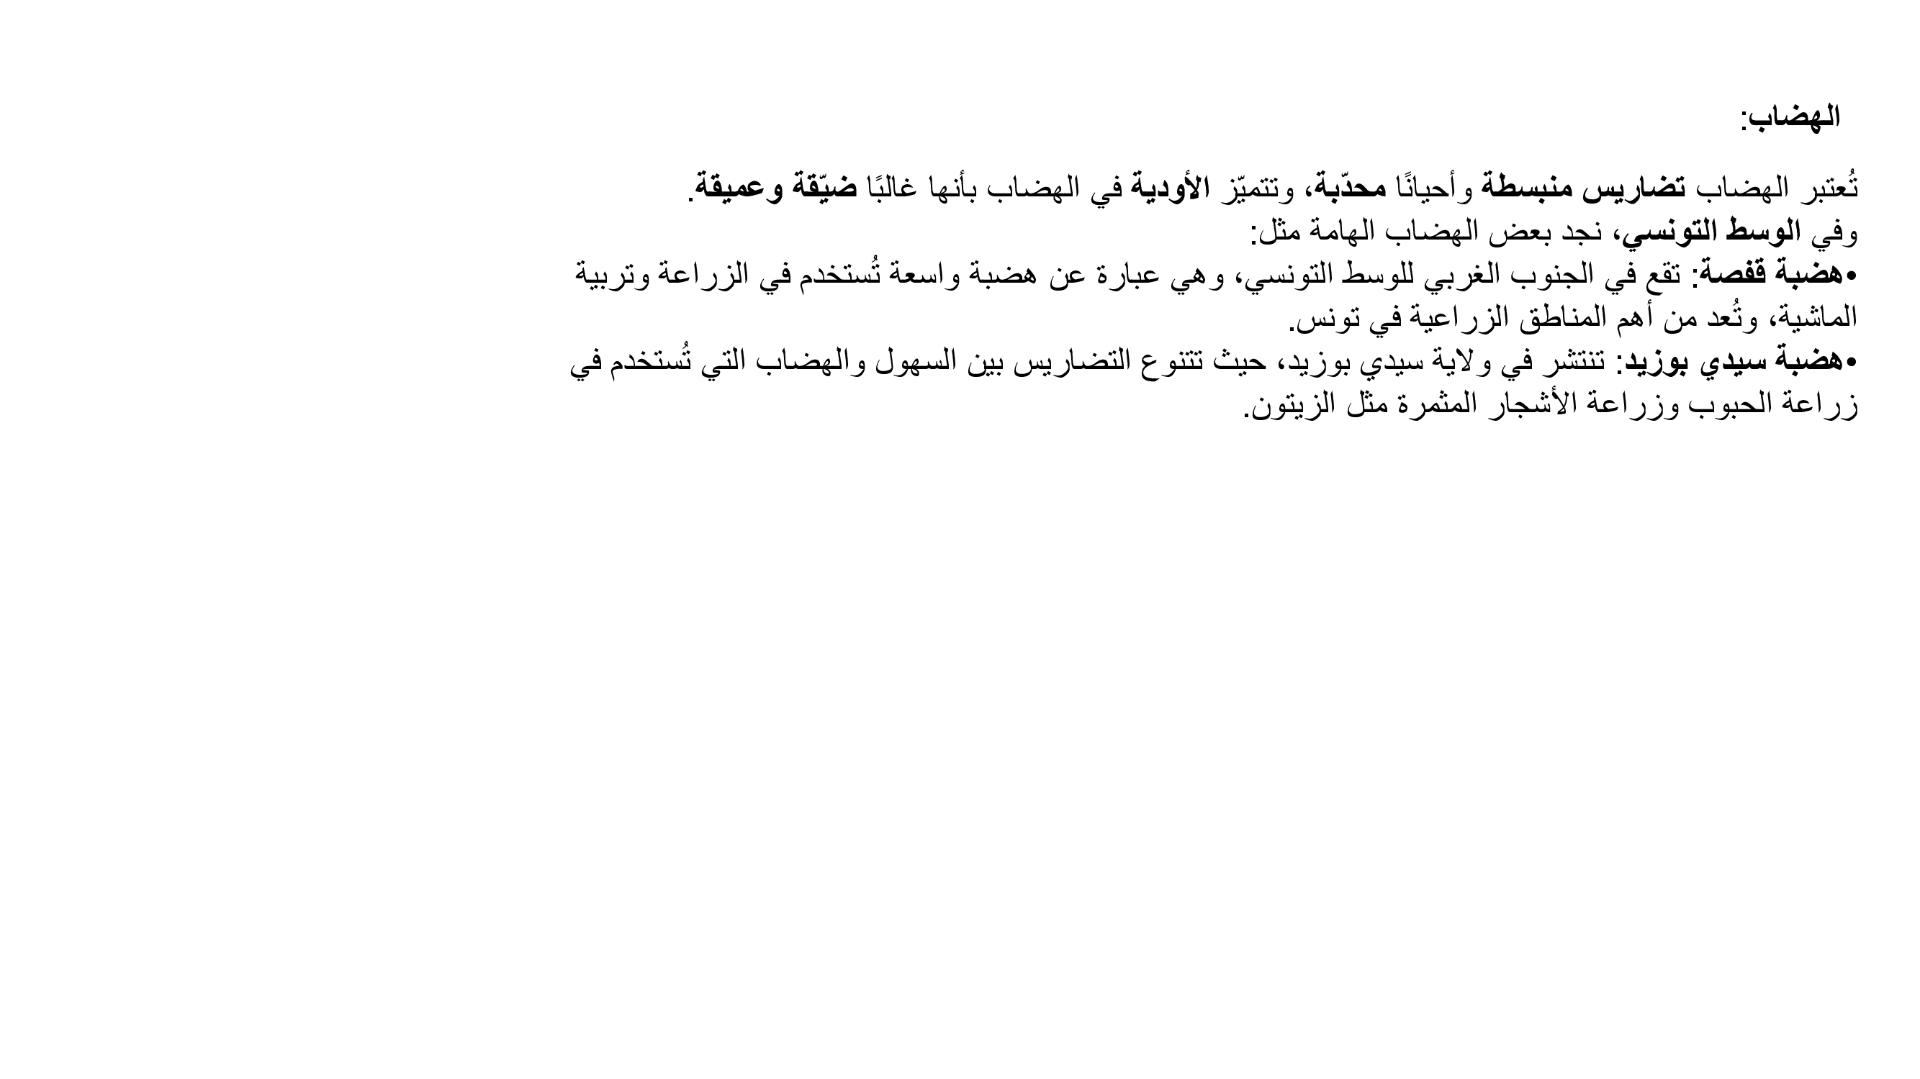 الهضاب:
تُعتبر الهضاب تضاريس منبسطة وأحيانًا محدّبة، وتتميّز الأودية في الهضاب بأنها غالبًا ضيّقة وعميقة.
وفي الوسط التونسي، نجد بعض الهضاب الهامة مثل:
•هضبة قفصة: تقع في الجنوب الغربي للوسط التونسي، وهي عبارة عن هضبة واسعة تُستخدم في الزراعة وتربية
الماشية، وتُعد من أهم المناطق الزراعية في تونس.
•هضبة سيدي بوزيد: تنتشر في ولاية سيدي بوزيد، حيث تتنوع التضاريس بين السهول والهضاب التي تُستخدم في
زراعة الحبوب وزراعة الأشجار المثمرة مثل الزيتون.